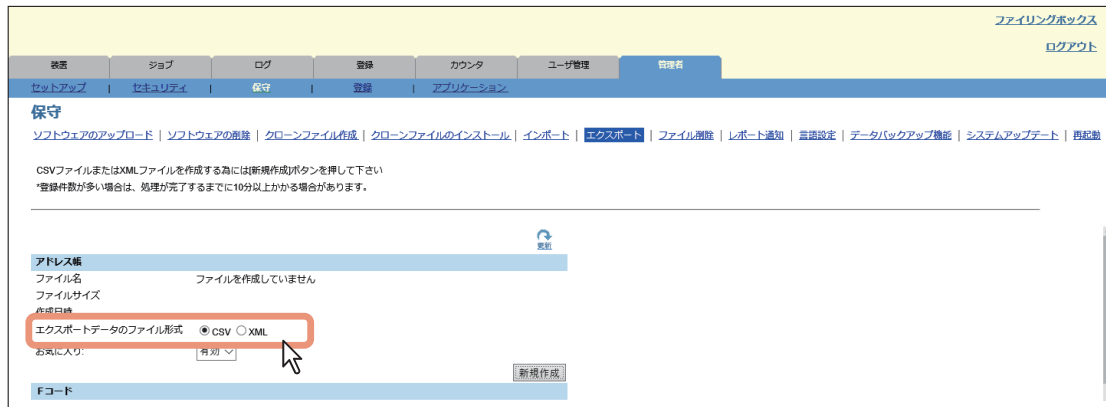 ファイリングボックス
ログアウト
装置 ジョブ ログ 登録 カウンタ ユーザ管理 管理者
セットアップ | セキュリティ | 保守 | 登録 | アプリケーション
保守
ソフトウェアのアップロード | ソフトウェアの削除 | クローンファイル作成 | クローンファイルのインストール | インポート | エクスポート | ファイル削除 | レポート通知 | 言語設定 | データバックアップ機能 | システムアップデート | 再起動
CSVファイルまたはXMLファイルを作成する為には[新規作成]ボタンを押して下さい
*登録件数が多い場合は、処理が完了するまでに10分以上かかる場合があります。
更新
アドレス帳
ファイル名 ファイルを作成していません
ファイルサイズ
作成日時
エクスポートデータのファイル形式 CSV XML
お気に入り: 有効
新規作成
Fコード